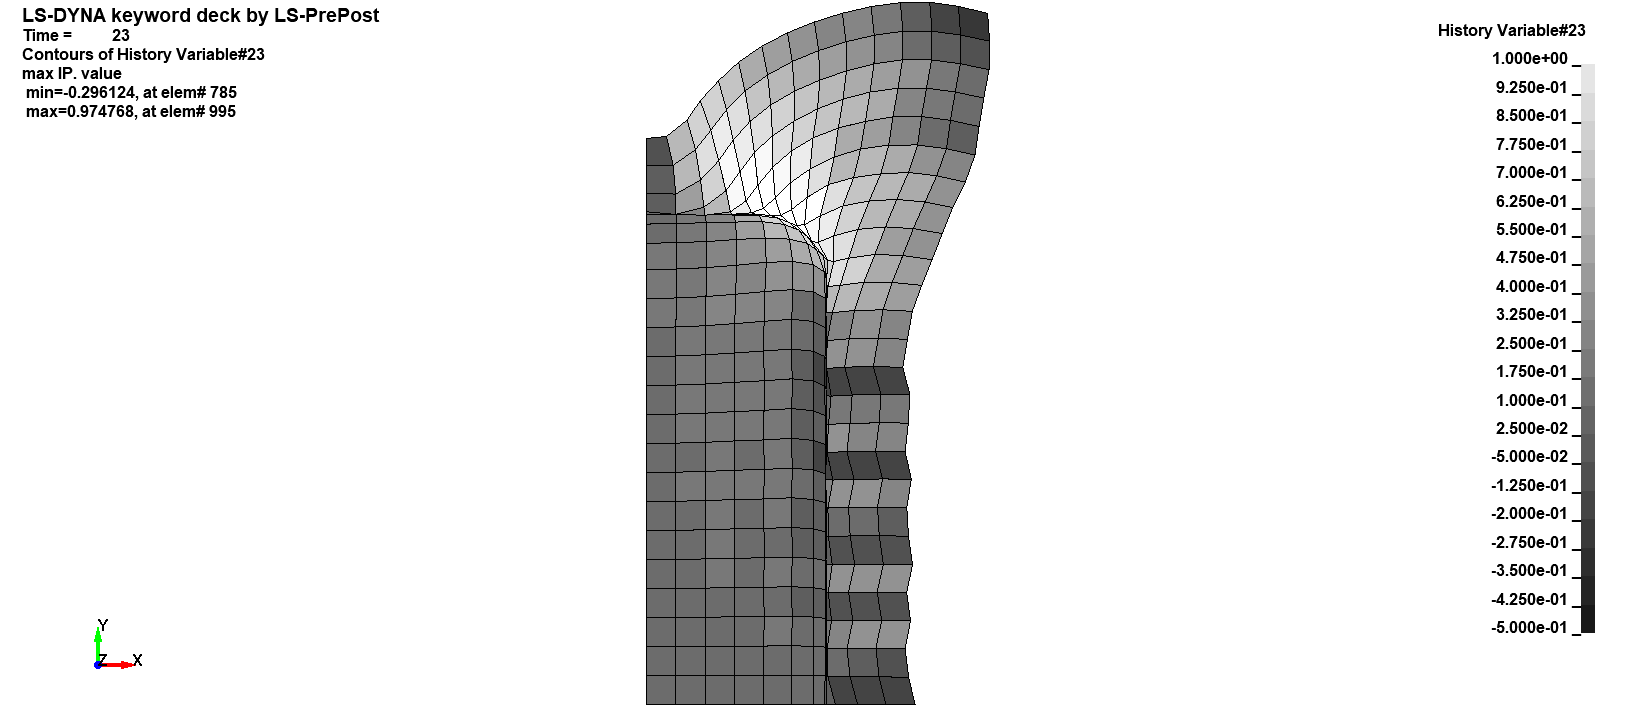 LS-DYNA keyword deck by LS-PrePost
Time = 23
Contours of History Variable#23
max IP. value
min=-0.296124, at elem# 785
max=0.974768, at elem# 995
History Variable#23
1.000e+00
9.250e-01
8.500e-01
7.750e-01
7.000e-01
6.250e-01
5.500e-01
4.750e-01
4.000e-01
3.250e-01
2.500e-01
1.750e-01
1.000e-01
2.500e-02
-5.000e-02
-1.250e-01
-2.000e-01
-2.750e-01
-3.500e-01
-4.250e-01
-5.000e-01
Y
Z X